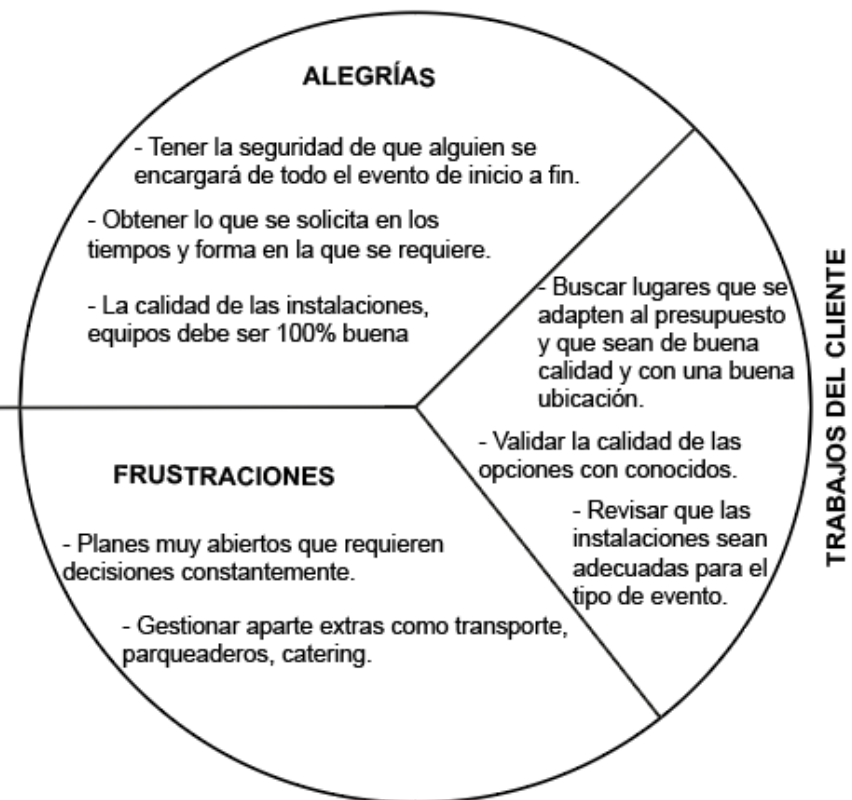 ALEGRÍAS
- Tener la seguridad de que alguien se
encargará de todo el evento de inicio a fin.
- Obtener lo que se solicita en los
tiempos y forma en la que se requiere.
- La calidad de las instalaciones,
equipos debe ser 100% buena
- Buscar lugares que se
adapten al presupuesto
y que sean de buena
calidad y con una buena
ubicación.
- Validar la calidad de las
opciones con conocidos.
- Revisar que las
instalaciones sean
adecuadas para el
tipo de evento.
TRABAJOS DEL CLIENTE
FRUSTRACIONES
- Planes muy abiertos que requieren
decisiones constantemente.
- Gestionar aparte extras como transporte,
parqueaderos, catering.